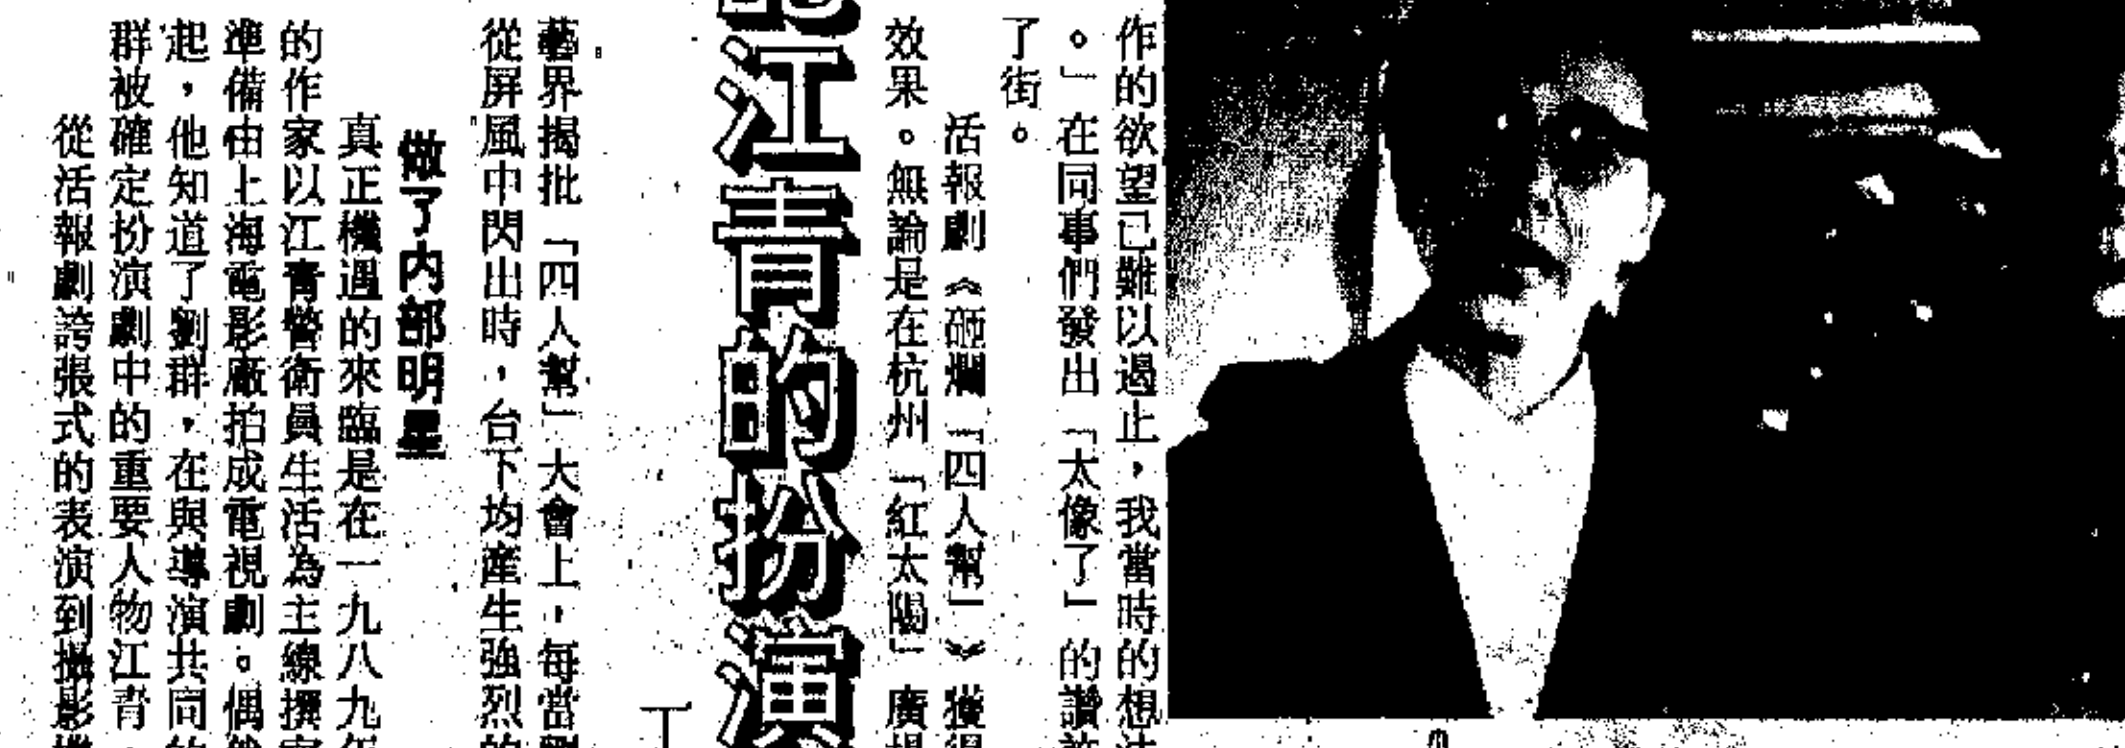 作的欲望已難以遏止，我當時的想法
。」在同事們發出「太像了」的讚
了街。
活報劇《砸爛「四人幫」》獲得
效果。無論是在杭州「紅太陽」廣場
的江青的扮演
藝界揭批「四人幫」大會上，每當劉
從屏風中閃出時，台下均產生強烈的
做了内部明星
真正機遇的來臨是在一九八九年
的作家以江青警衛員生活為主線撰寫
準備由上海電影廠拍成電視劇。偶然
起，他知道了劉群，在與導演共同的
群被確定扮演劇中的重要人物江青。
從活報劇誇張式的表演到攝影機